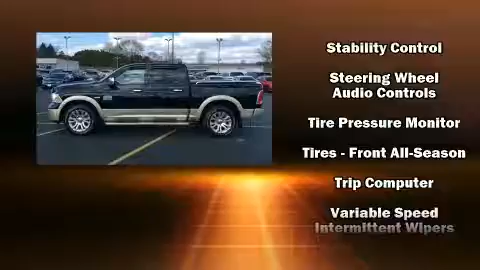 Stability Control
Steering Wheel
Audio Controls
Tire Pressure Monitor
Tires - Front All-Season
Trip Computer
Variable Speed
Intermittent Wipers